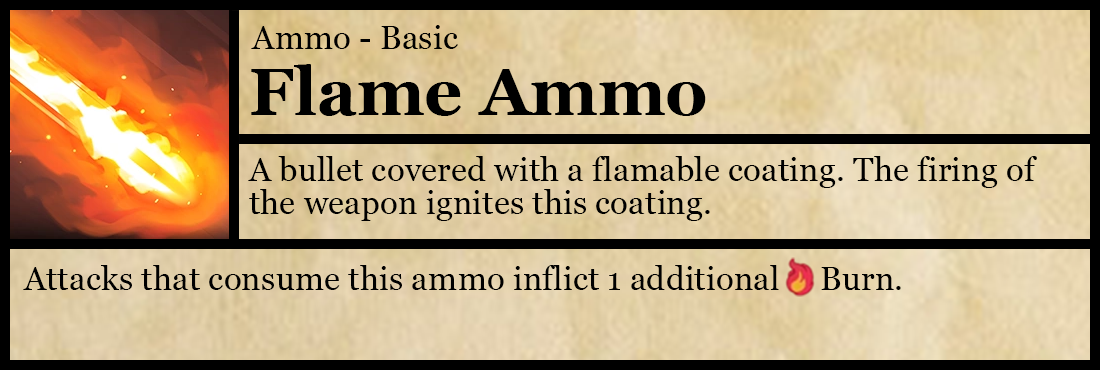 Ammo - Basic
Flame Ammo
A bullet covered with a flamable coating. The firing of
the weapon ignites this coating.
Attacks that consume this ammo inflict 1 additional Burn.